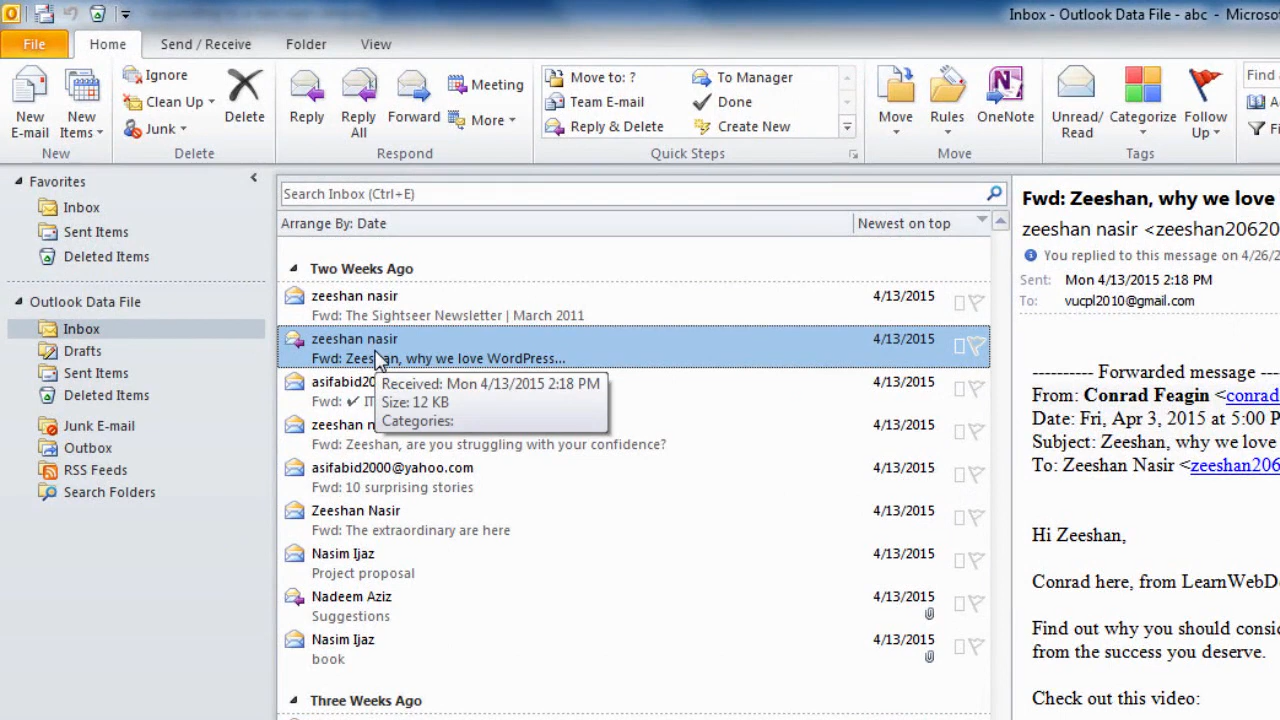 Inbox - Outlook Data File - abc - Microso
File Home Send / Receive Folder View
New E-mail
New Items
Ignore
Clean Up
Junk
Delete
Reply
Reply All
Forward
Meeting
More
Move to: ?
Team E-mail
Reply & Delete
To Manager
Done
Create New
Move
Rules
OneNote
Unread/ Read
Categorize
Follow Up
Find
New Delete Respond Quick Steps Move Tags
Favorites
Inbox
Sent Items
Deleted Items
Outlook Data File
Inbox
Drafts
Sent Items
Deleted Items
Junk E-mail
Outbox
RSS Feeds
Search Folders
Search Inbox (Ctrl+E)
Arrange By: Date Newest on top
Two Weeks Ago
zeeshan nasir 4/13/2015
Fwd: The Sightseer Newsletter | March 2011
zeeshan nasir 4/13/2015
Fwd: Zeeshan, why we love WordPress...
asifabid20 4/13/2015
Fwd: ✔ IT
Received: Mon 4/13/2015 2:18 PM
Size: 12 KB
Categories:
zeeshan n 4/13/2015
Fwd: Zeeshan, are you struggling with your confidence?
asifabid2000@yahoo.com 4/13/2015
Fwd: 10 surprising stories
Zeeshan Nasir 4/13/2015
Fwd: The extraordinary are here
Nasim Ijaz 4/13/2015
Project proposal
Nadeem Aziz 4/13/2015
Suggestions
Nasim Ijaz 4/13/2015
book
Three Weeks Ago
Fwd: Zeeshan, why we love
zeeshan nasir <zeeshan20620
You replied to this message on 4/26/2
Sent: Mon 4/13/2015 2:18 PM
To: vucpl2010@gmail.com
---------- Forwarded message ----
From: Conrad Feagin <conrad
Date: Fri, Apr 3, 2015 at 5:00 P
Subject: Zeeshan, why we love
To: Zeeshan Nasir <zeeshan206
Hi Zeeshan,
Conrad here, from LearnWebD
Find out why you should consid
from the success you deserve.
Check out this video: